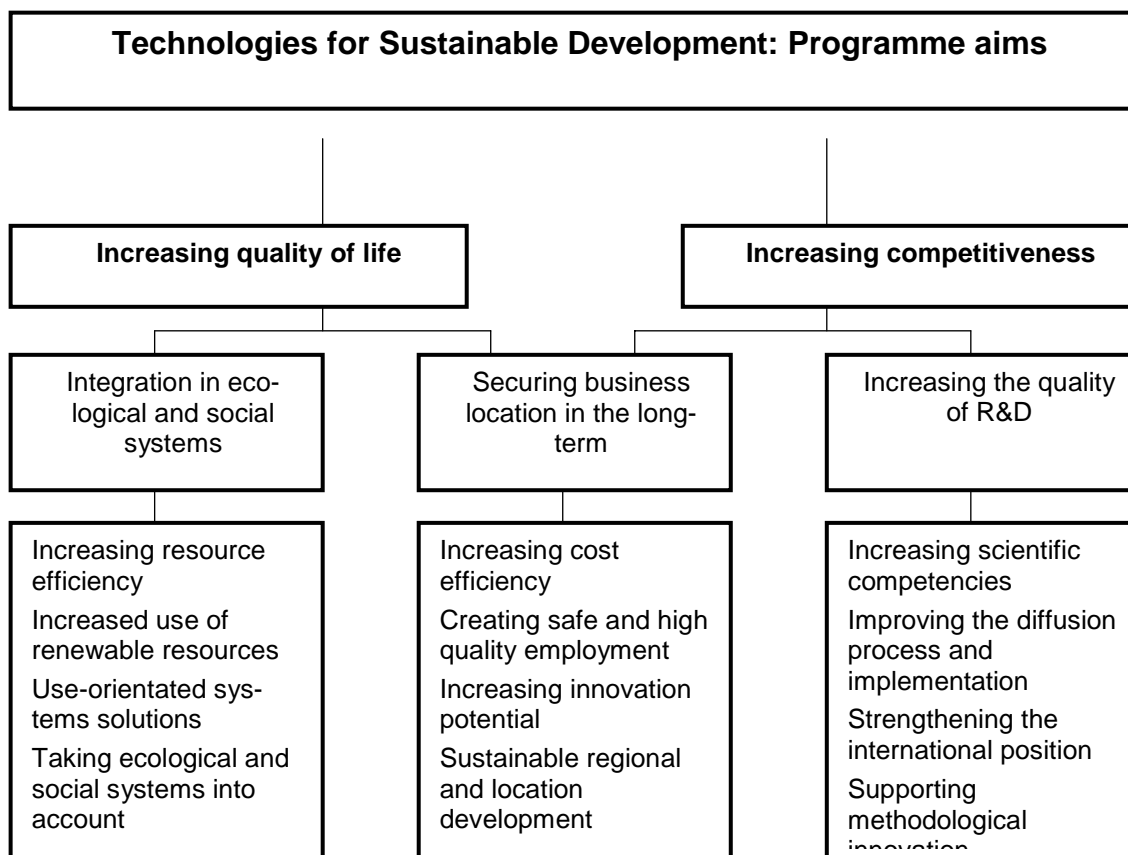 Technologies for Sustainable Development: Programme aims
Increasing quality of life
Increasing competitiveness
Integration in eco-
logical and social
systems
Securing business
location in the long-
term
Increasing the quality
of R&D
Increasing resource
efficiency
Increased use of
renewable resources
Use-orientated sys-
tems solutions
Taking ecological and
social systems into
account
Increasing cost
efficiency
Creating safe and high
quality employment
Increasing innovation
potential
Sustainable regional
and location
development
Increasing scientific
competencies
Improving the diffusion
process and
implementation
Strengthening the
international position
Supporting
methodological
innovation